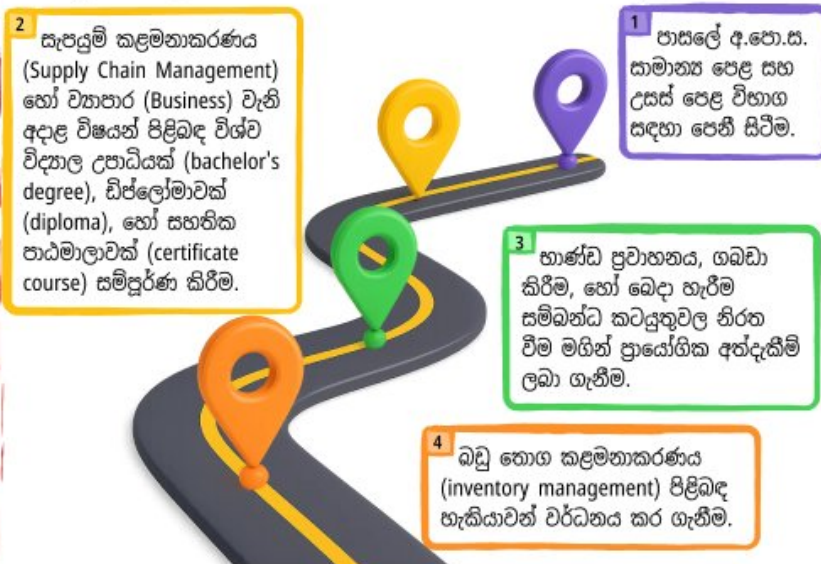 1
පාසලේ අ.පො.ස.
සාමාන්‍ය පෙළ සහ
උසස් පෙළ විභාග
සඳහා පෙනී සිටීම.
2
සැපයුම් කළමනාකරණය
(Supply Chain Management)
හෝ ව්‍යාපාර (Business) වැනි
අදාළ විෂයන් පිළිබඳ විශ්ව
විද්‍යාල උපාධියක් (bachelor's
degree), ඩිප්ලෝමාවක්
(diploma), හෝ සහතික
පාඨමාලාවක් (certificate
course) සම්පූර්ණ කිරීම.
3
භාණ්ඩ ප්‍රවාහනය, ගබඩා
කිරීම, හෝ බෙදා හැරීම
සම්බන්ධ කටයුතුවල නිරත
වීම මගින් ප්‍රායෝගික අත්දැකීම්
ලබා ගැනීම.
4
බඩු තොග කළමනාකරණය
(inventory management) පිළිබඳ
හැකියාවන් වර්ධනය කර ගැනීම.